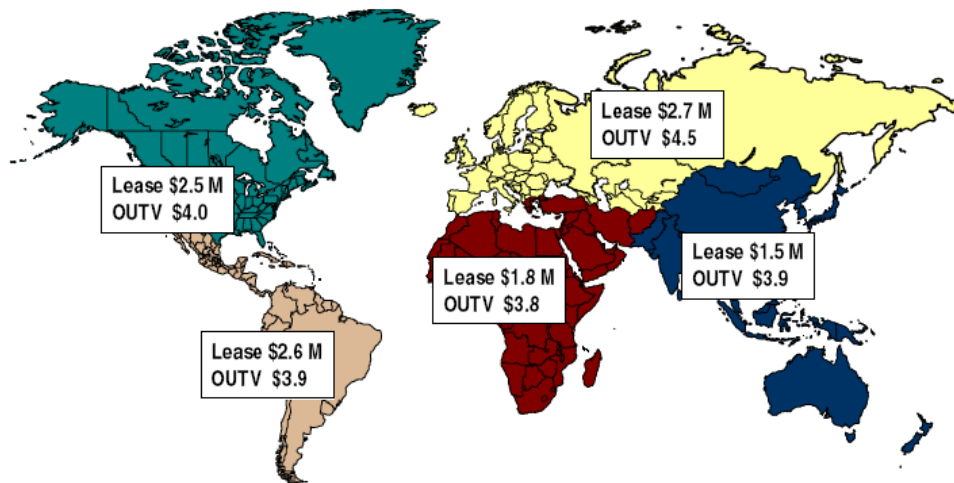 Lease $2.7 M
OUTV $4.5
Lease $2.5 M
OUTV $4.0
Lease $1.5 M
OUTV $3.9
Lease $1.8 M
OUTV $3.8
Lease $2.6 M
OUTV $3.9